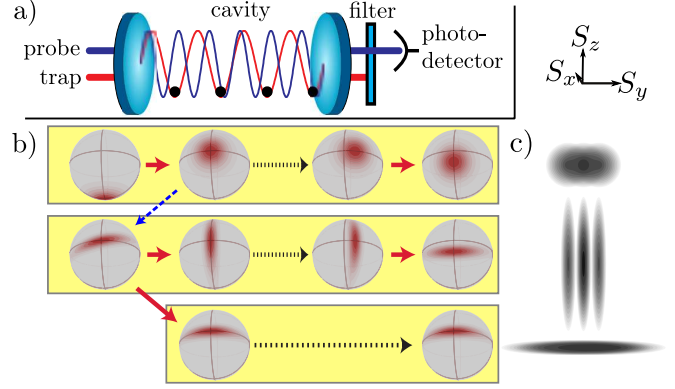 a)
cavity
filter
probe
trap
photo-
detector
S_z
S_x
S_y
b)
c)